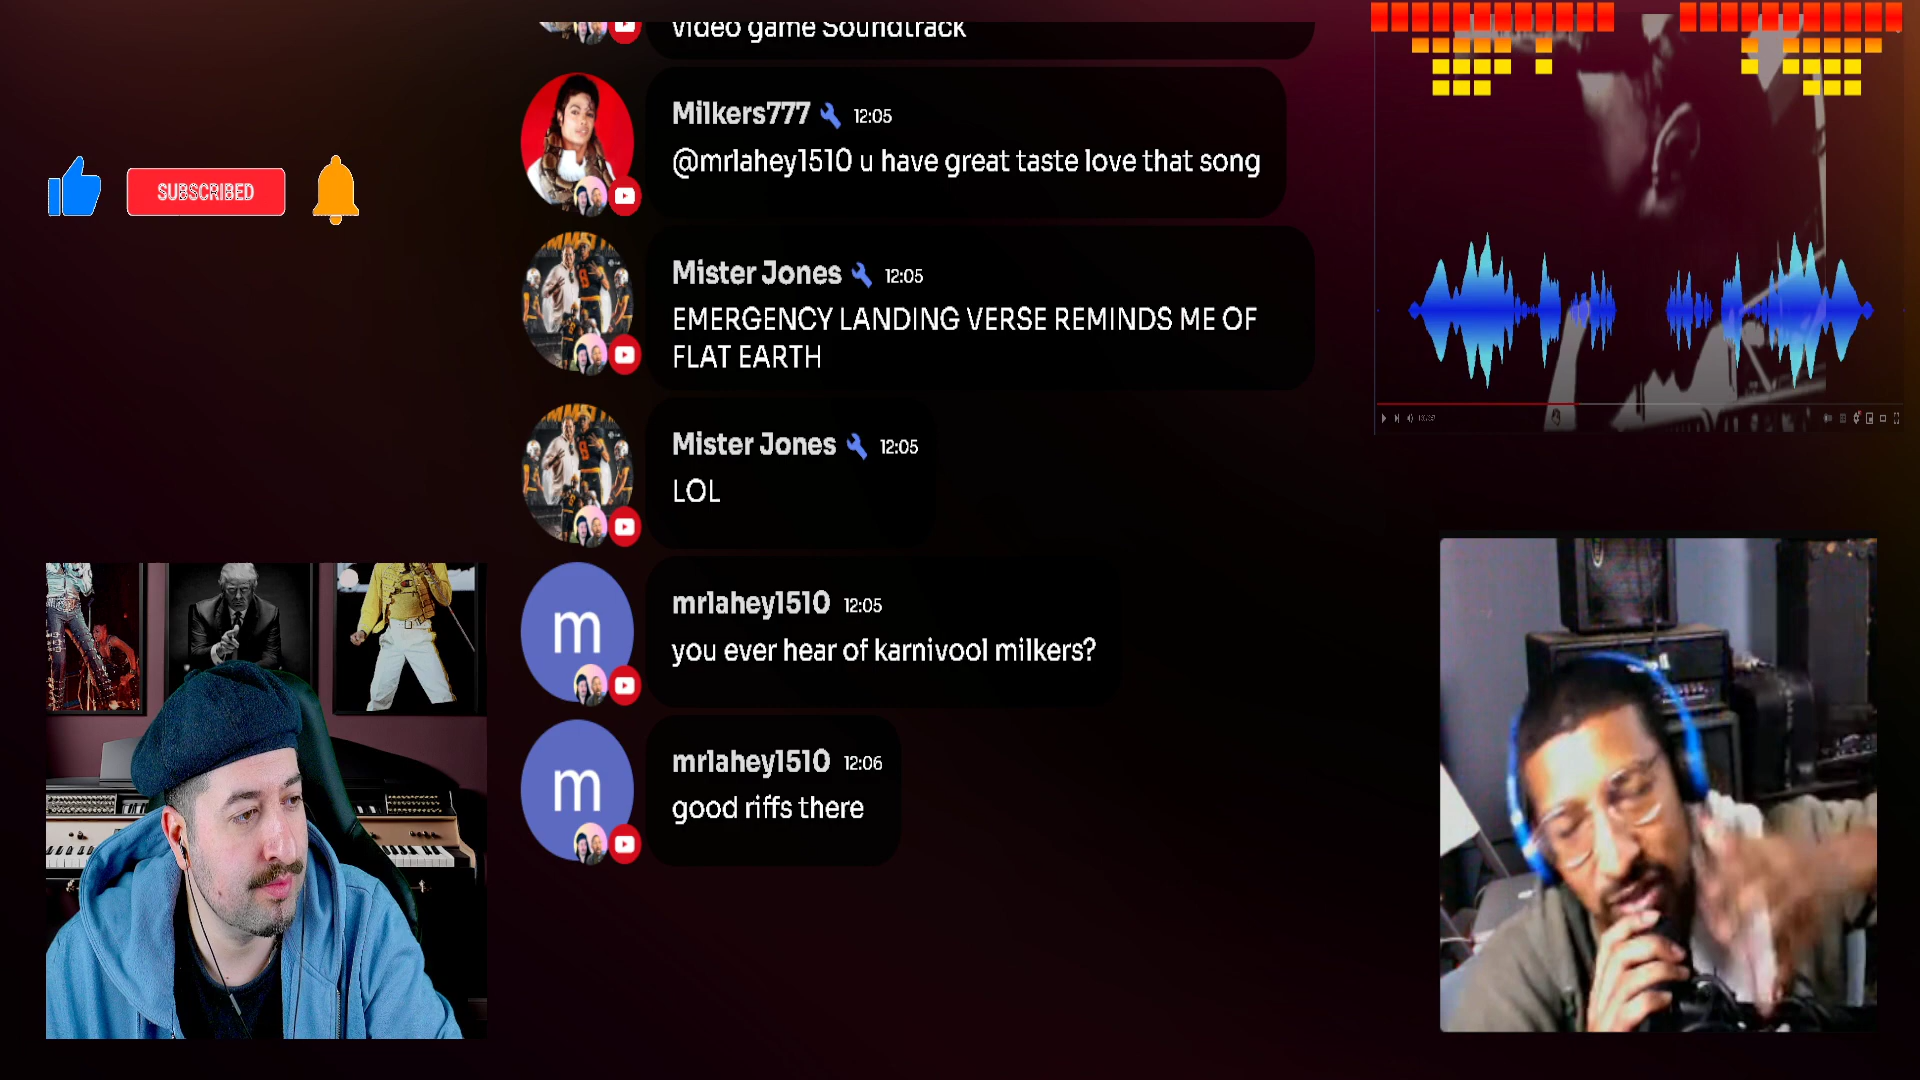 video game Soundtrack
Milkers777 12:05
@mrlahey1510 u have great taste love that song
SUBSCRIBED
Mister Jones 12:05
EMERGENCY LANDING VERSE REMINDS ME OF
FLAT EARTH
Mister Jones 12:05
LOL
m
mrlahey1510 12:05
you ever hear of karnivool milkers?
m
mrlahey1510 12:06
good riffs there